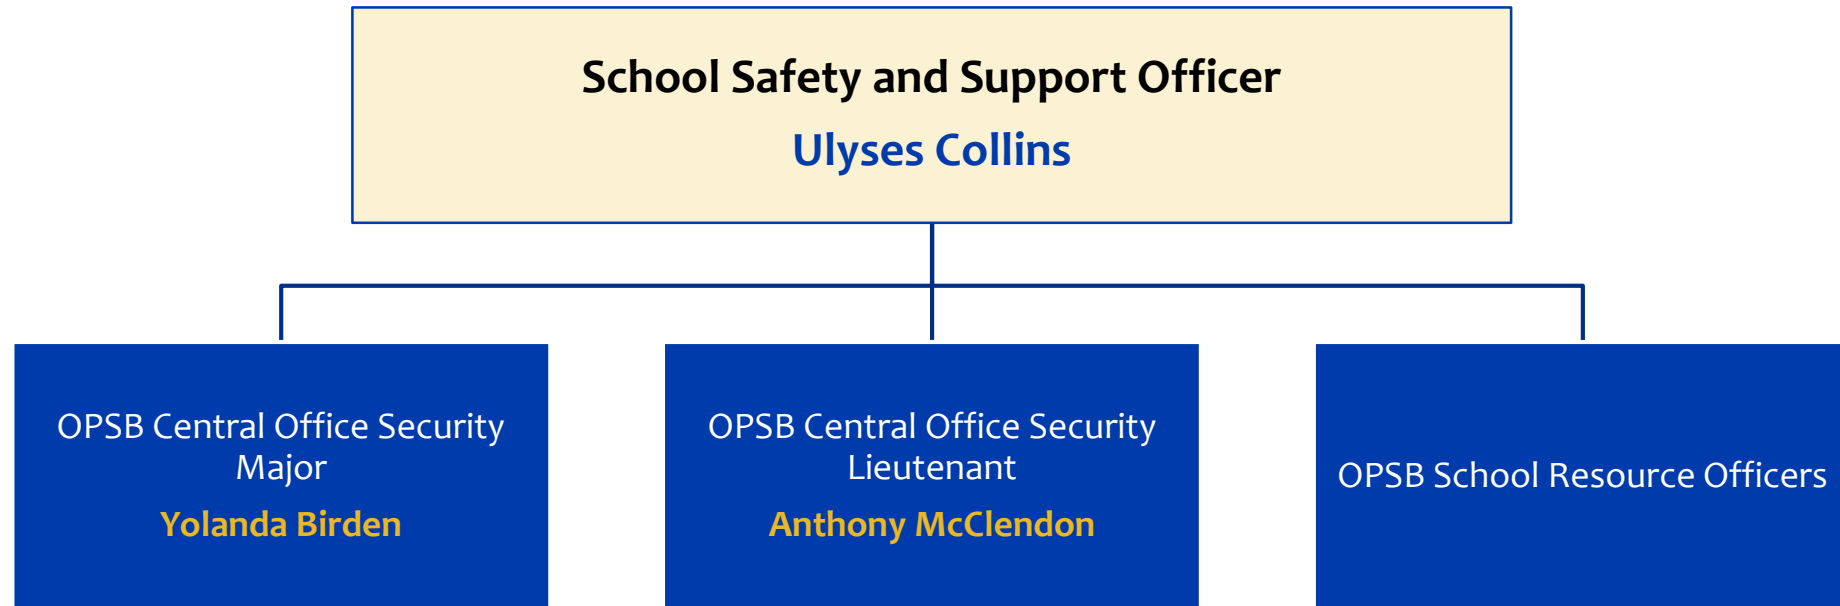 School Safety and Support Officer
Ulyses Collins
OPSB Central Office Security
Major
Yolanda Birden
OPSB Central Office Security
Lieutenant
Anthony McClendon
OPSB School Resource Officers